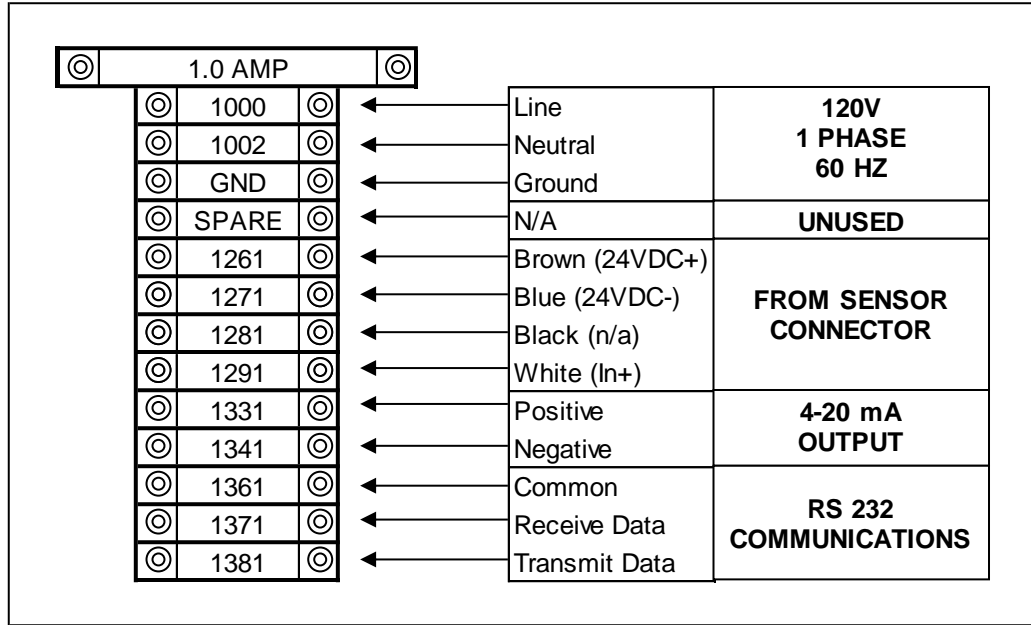 1.0 AMP
1000 Line 120V
1002 Neutral 1 PHASE
GND Ground 60 HZ
SPARE N/A UNUSED
1261 Brown (24VDC+)
1271 Blue (24VDC-) FROM SENSOR
1281 Black (n/a) CONNECTOR
1291 White (In+)
1331 Positive 4-20 mA
1341 Negative OUTPUT
1361 Common
1371 Receive Data RS 232
1381 Transmit Data COMMUNICATIONS